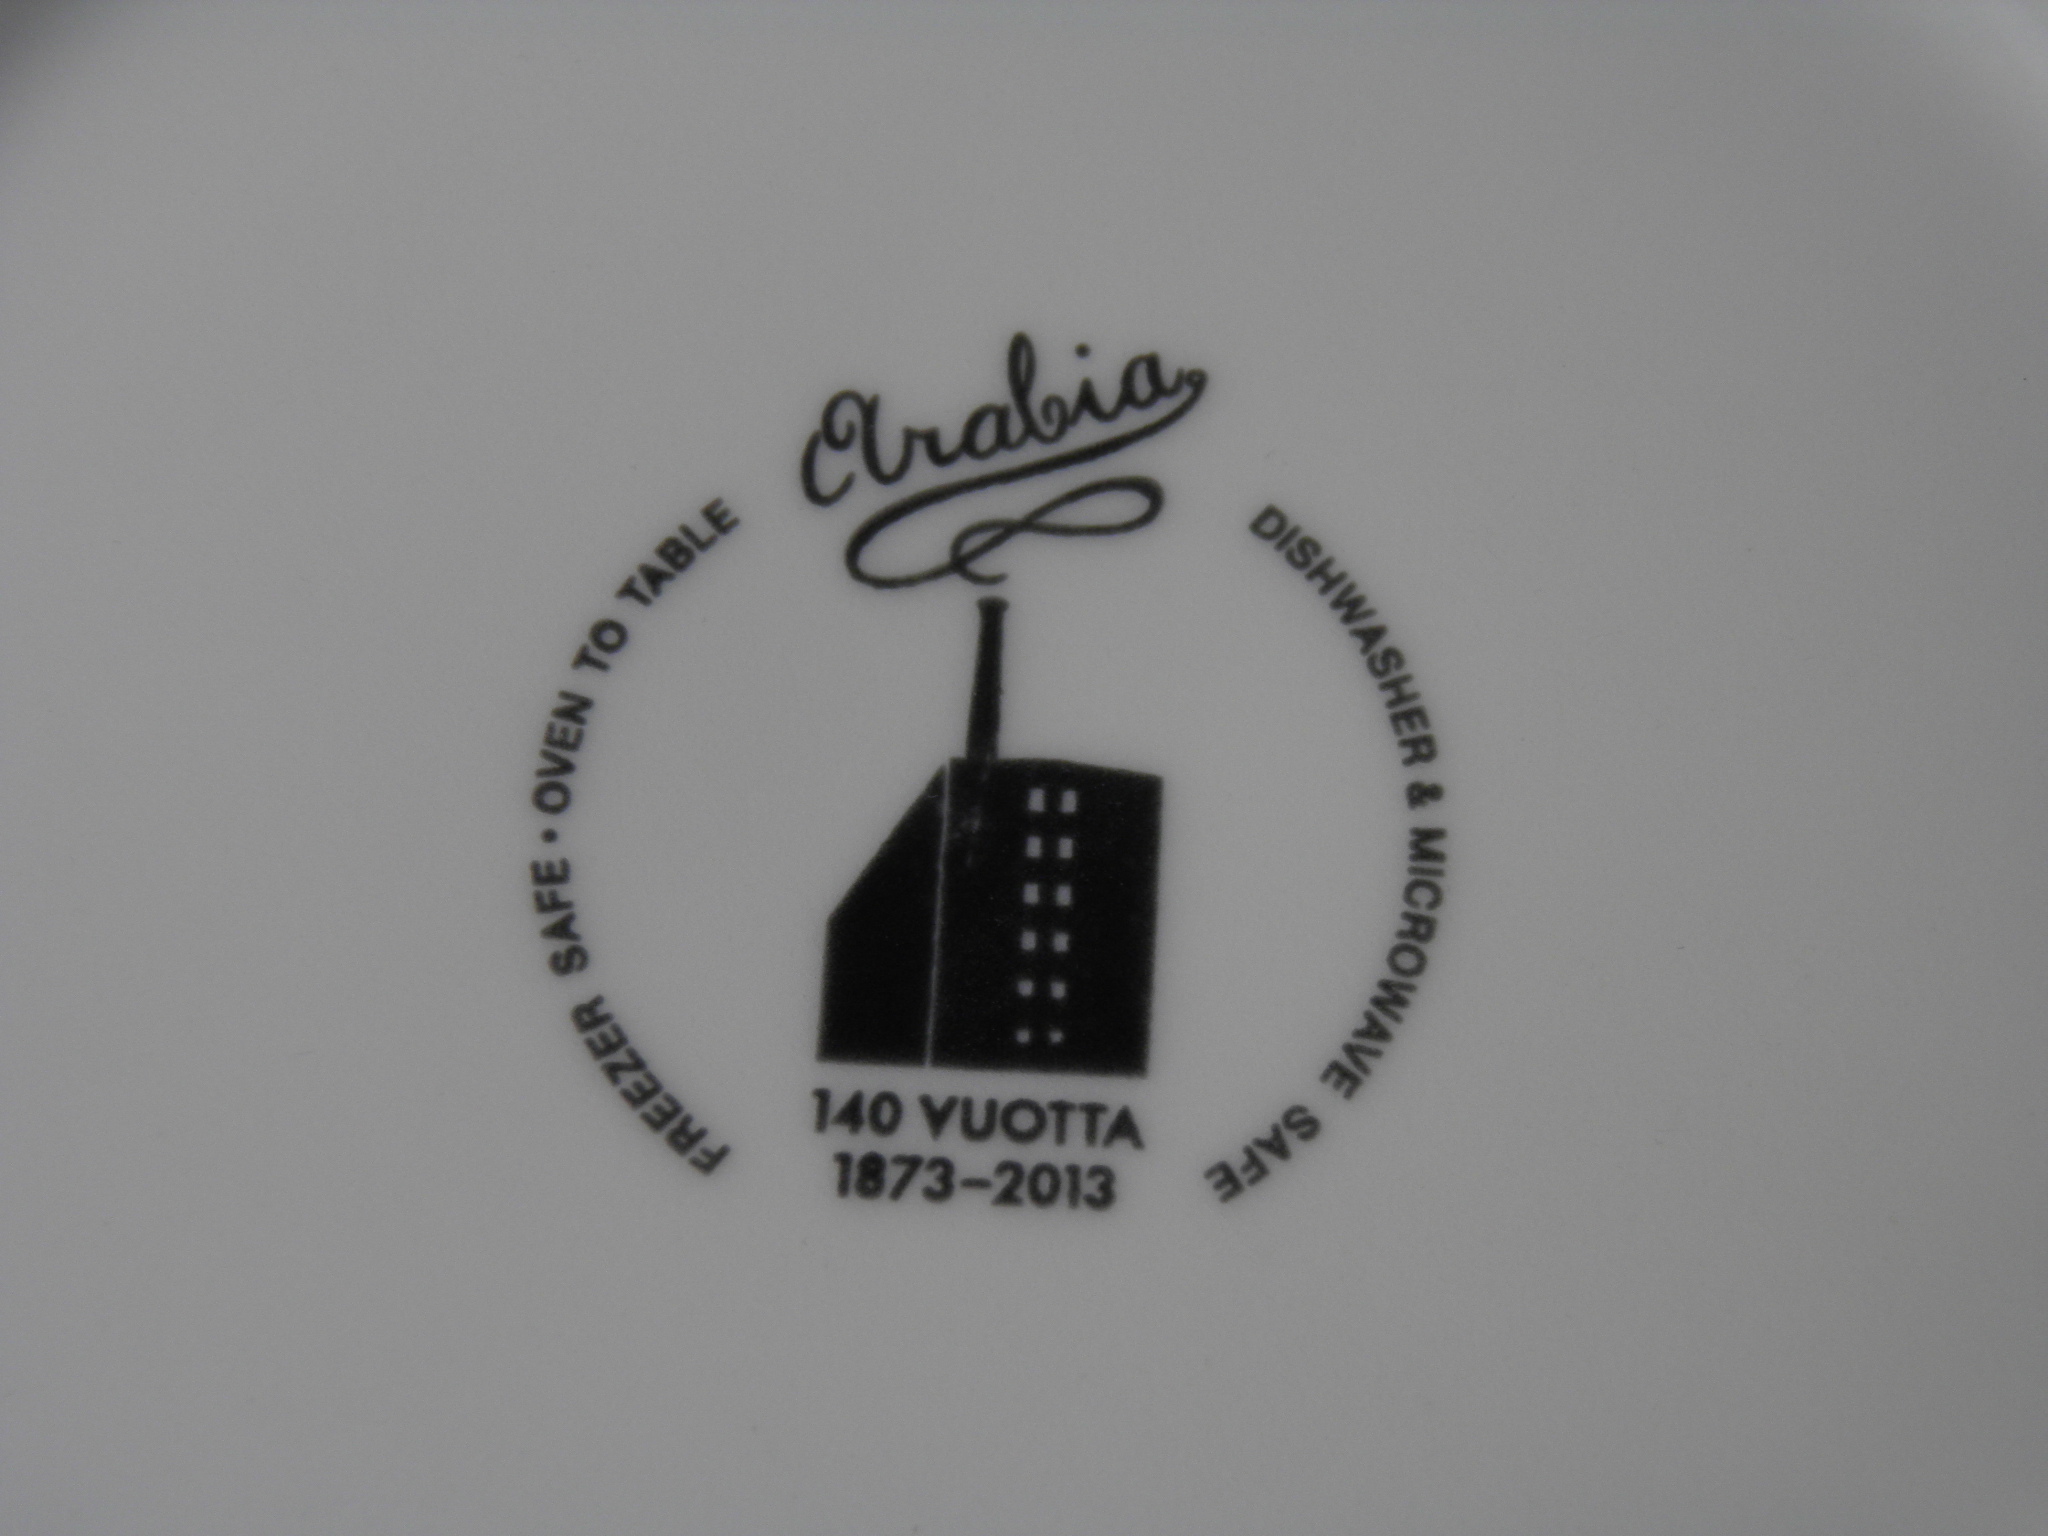 Arabia
FREEZER SAFE · OVEN TO TABLE
DISHWASHER & MICROWAVE SAFE
140 VUOTTA
1873–2013